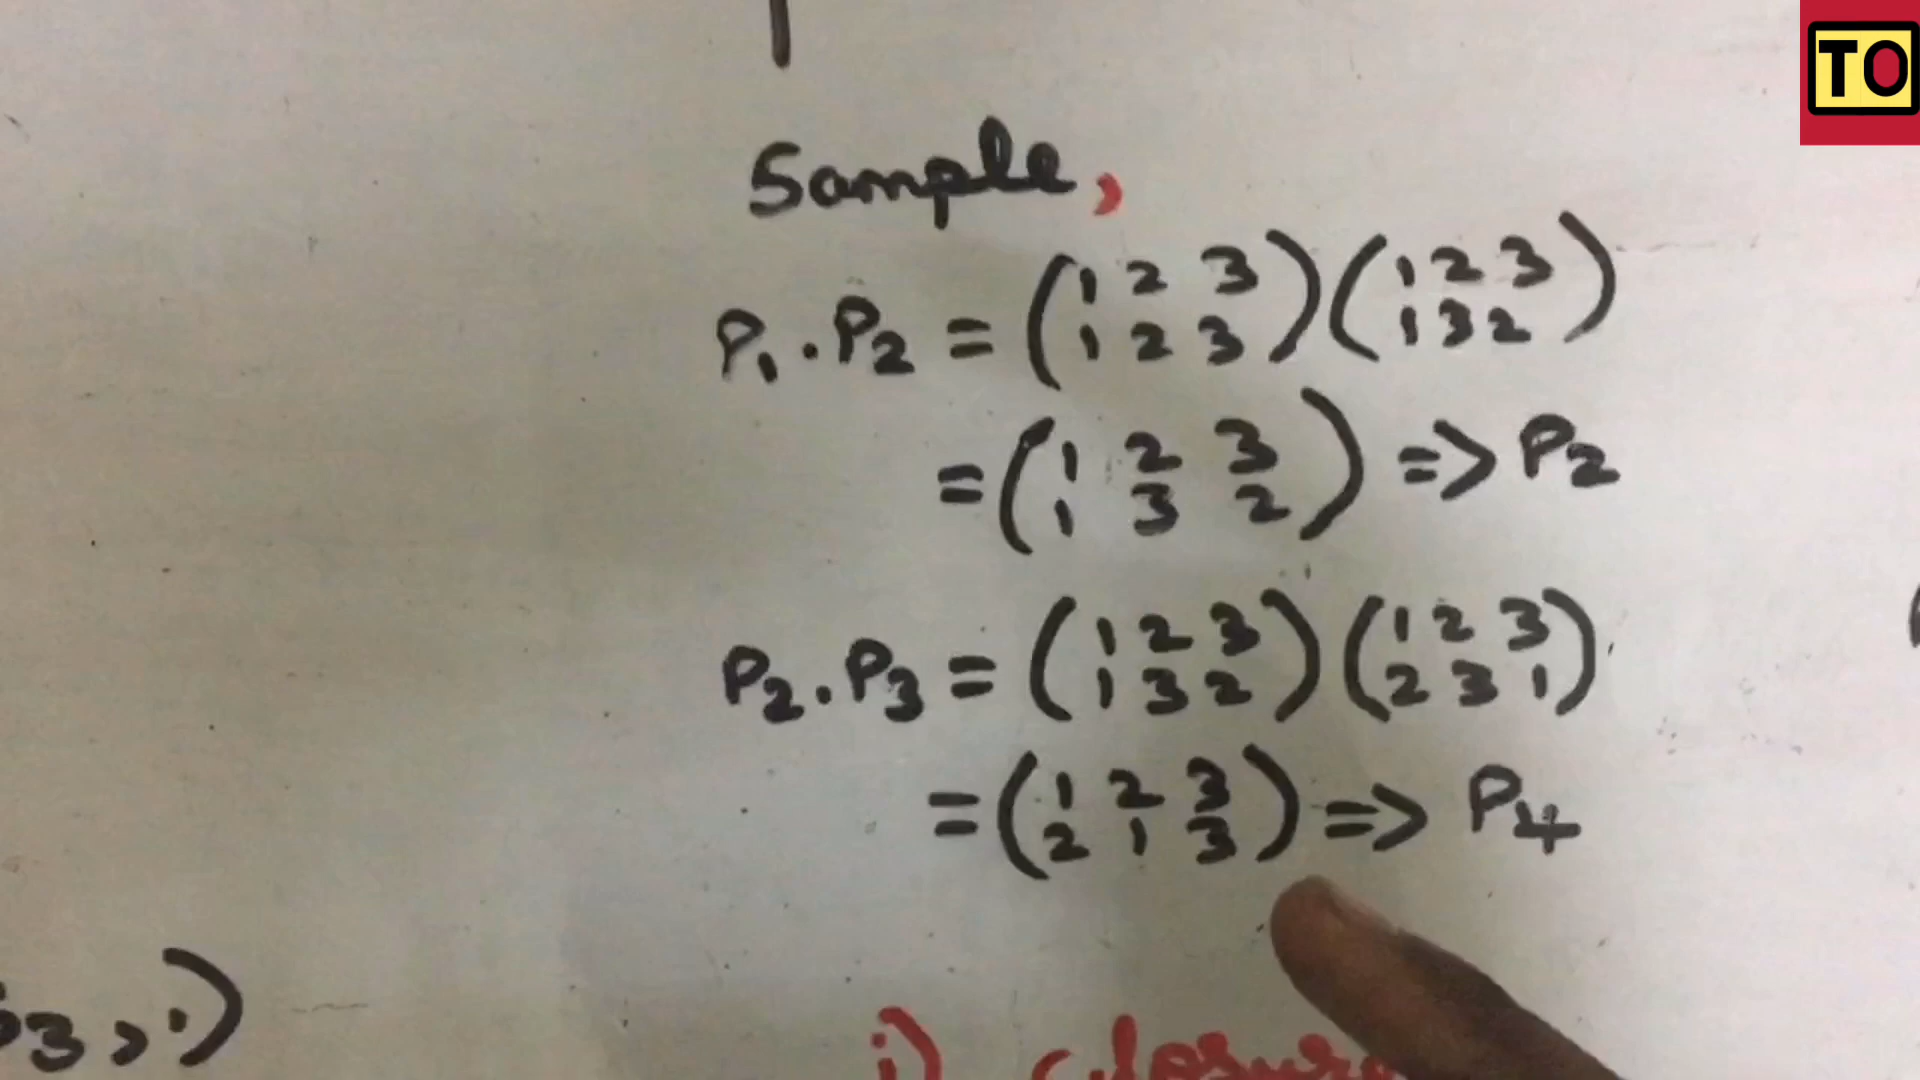 TO
Sample,
P1 . P2 = (1 2 3 / 1 2 3) (1 2 3 / 1 3 2)
= (1 2 3 / 1 3 2) => P2
P2 . P3 = (1 2 3 / 1 3 2) (1 2 3 / 2 3 1)
= (1 2 3 / 2 1 3) => P4
3, .)
i) closure